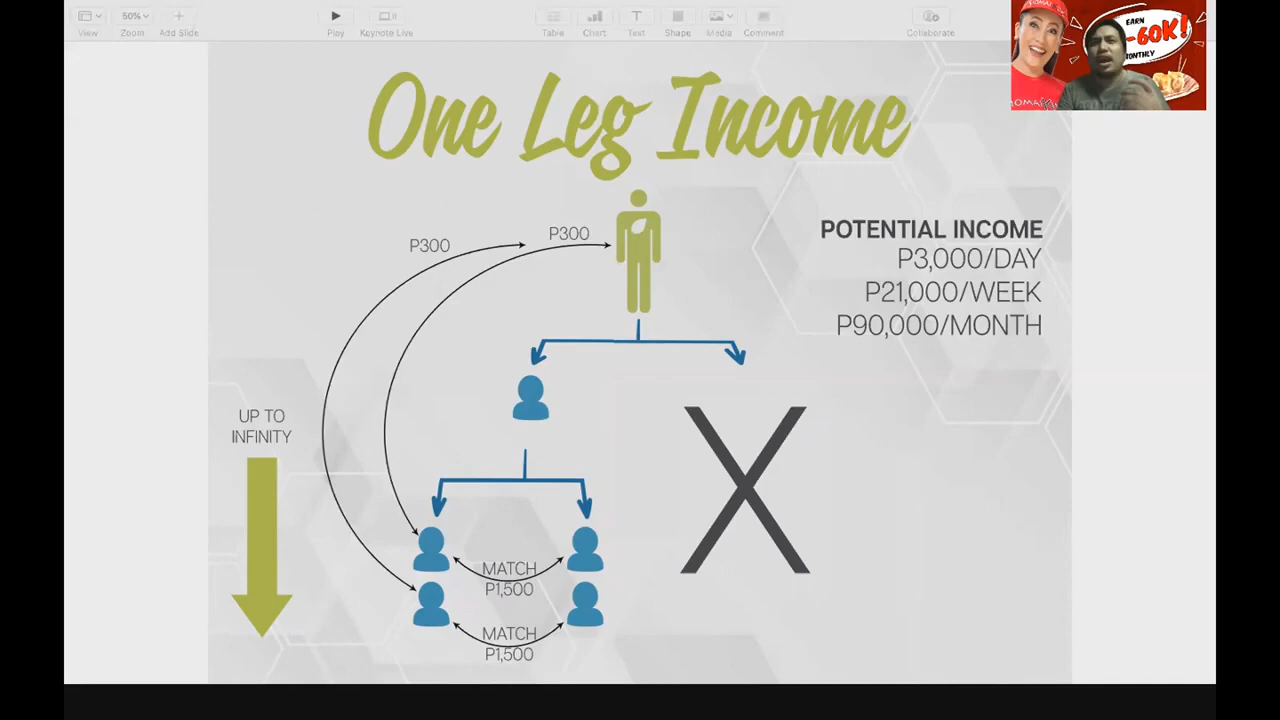 View
50%
Zoom
Add Slide
Play
Keynote Live
Table
Chart
T
Text
Shape
Media
Comment
Collaborate
EARN
-60K!
MONTHLY
One Leg Income
P300
P300
POTENTIAL INCOME
P3,000/DAY
P21,000/WEEK
P90,000/MONTH
UP TO
INFINITY
X
MATCH
P1,500
MATCH
P1,500